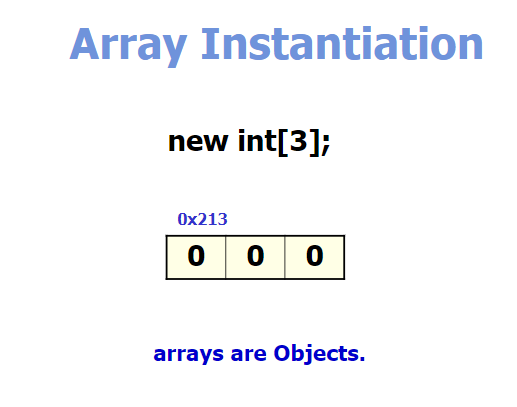 Array Instantiation
new int[3];
0x213
0 0 0
arrays are Objects.